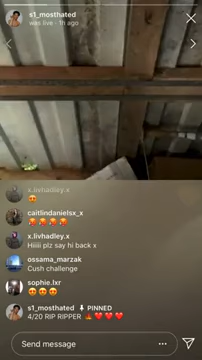 s1_mosthated
was live · 1h ago
x.livhadley.x
caitlindanielsx_x
x.livhadley.x
Hiiiii plz say hi back x
ossama_marzak
Cush challenge
sophie.lxr
s1_mosthated PINNED
4/20 RIP RIPPER
Send message